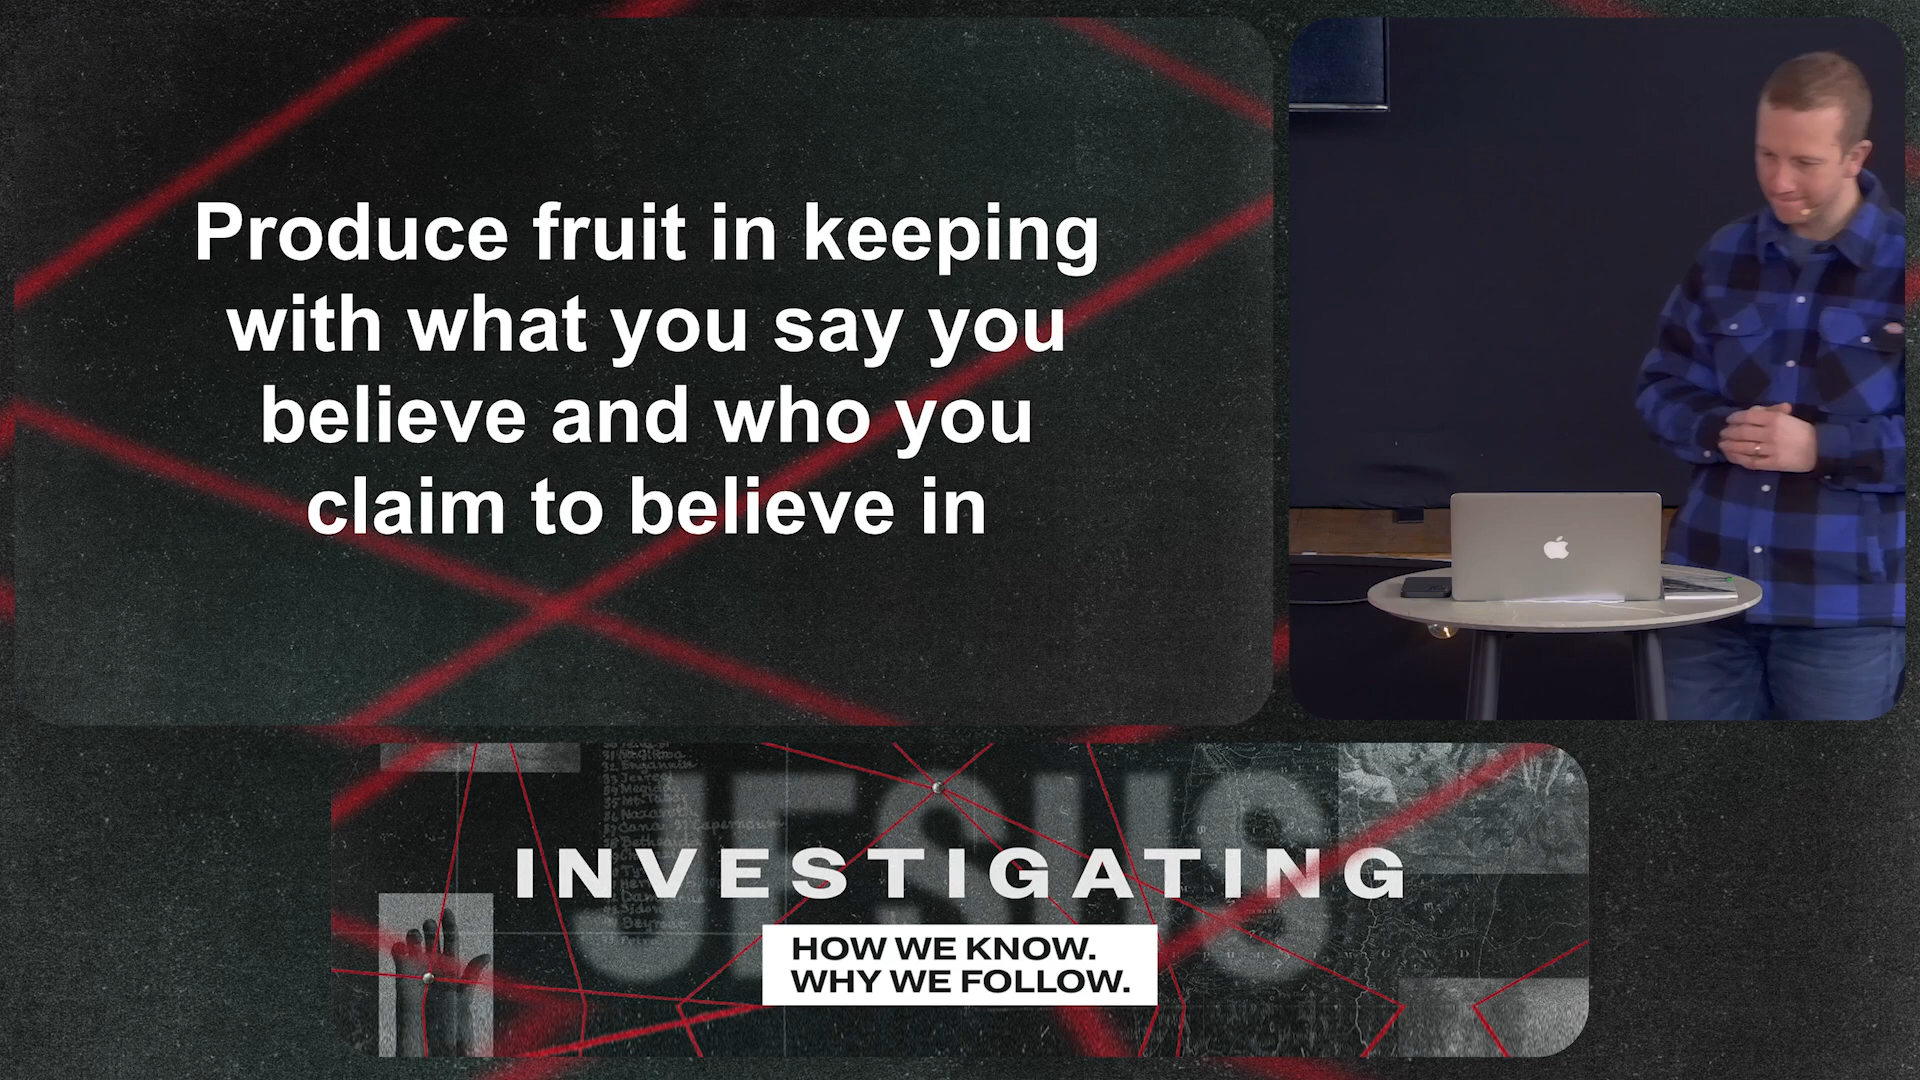 Produce fruit in keeping
with what you say you
believe and who you
claim to believe in
JESUS
INVESTIGATING
HOW WE KNOW.
WHY WE FOLLOW.